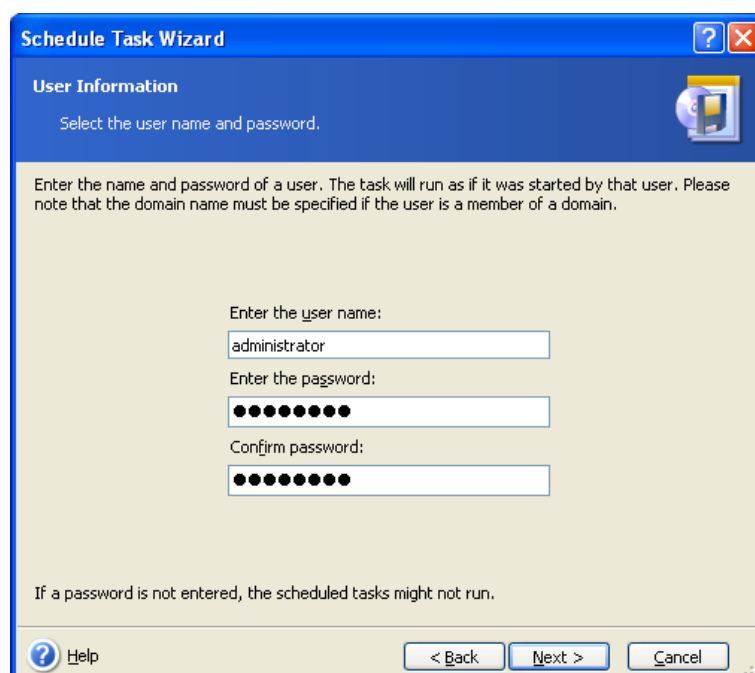 Schedule Task Wizard
User Information
Select the user name and password.
Enter the name and password of a user. The task will run as if it was started by that user. Please
note that the domain name must be specified if the user is a member of a domain.
Enter the user name:
administrator
Enter the password:
●●●●●●●●
Confirm password:
●●●●●●●●
If a password is not entered, the scheduled tasks might not run.
? Help
< Back
Next >
Cancel